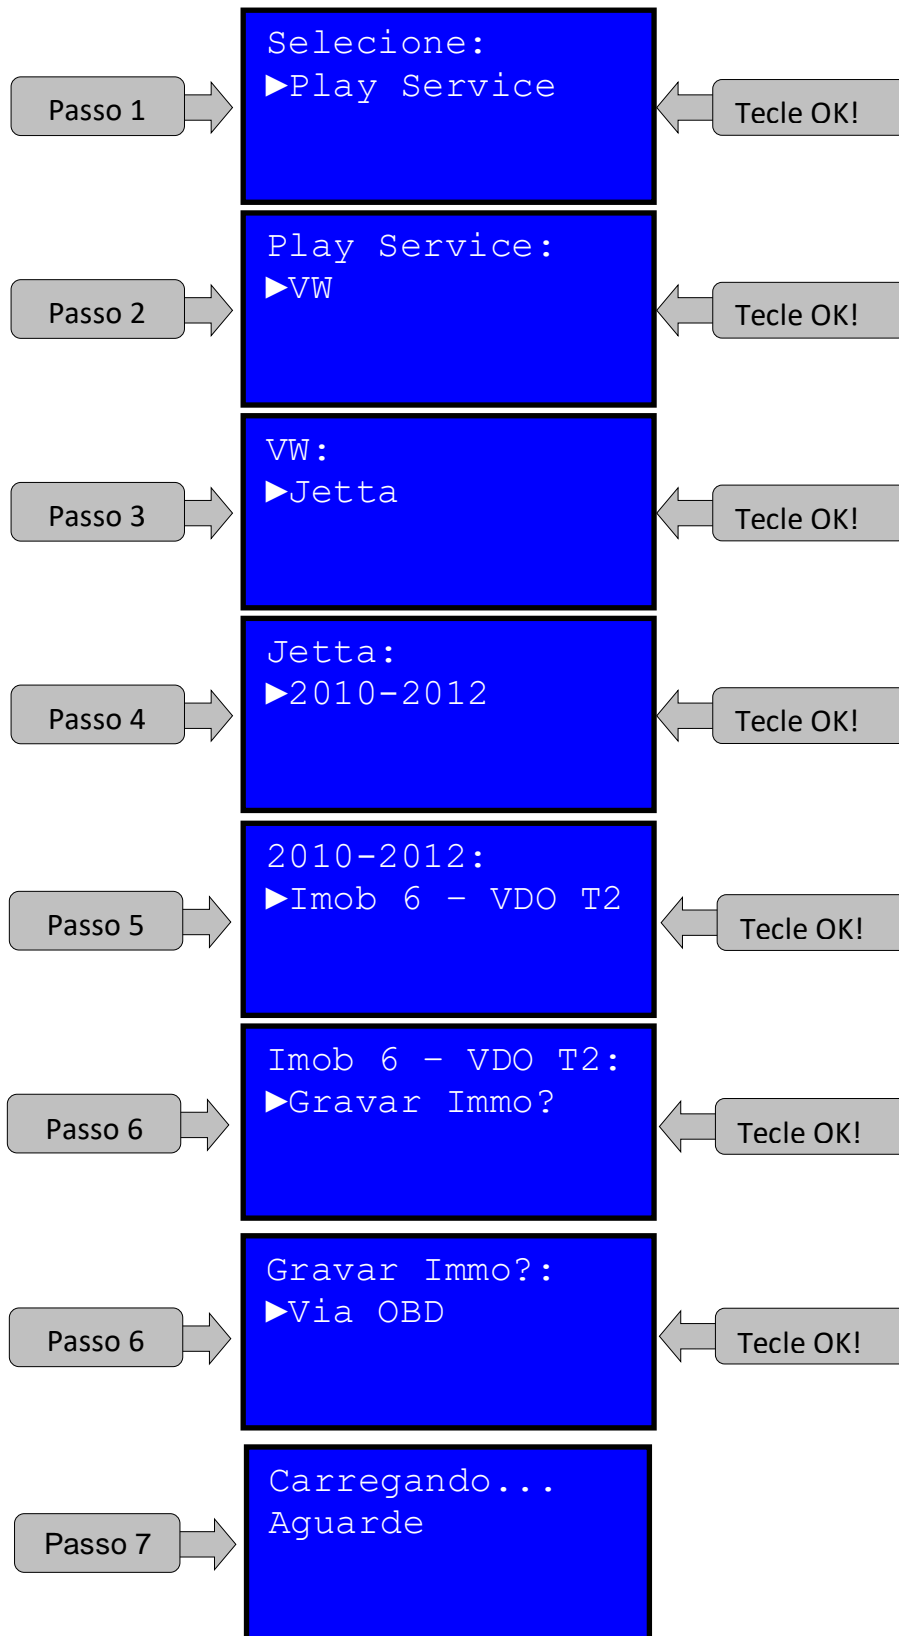 Selecione:
►Play Service
Passo 1
Tecle OK!
Play Service:
►VW
Passo 2
Tecle OK!
VW:
►Jetta
Passo 3
Tecle OK!
Jetta:
►2010-2012
Passo 4
Tecle OK!
2010-2012:
►Imob 6 – VDO T2
Passo 5
Tecle OK!
Imob 6 – VDO T2:
►Gravar Immo?
Passo 6
Tecle OK!
Gravar Immo?:
►Via OBD
Passo 6
Tecle OK!
Carregando...
Aguarde
Passo 7